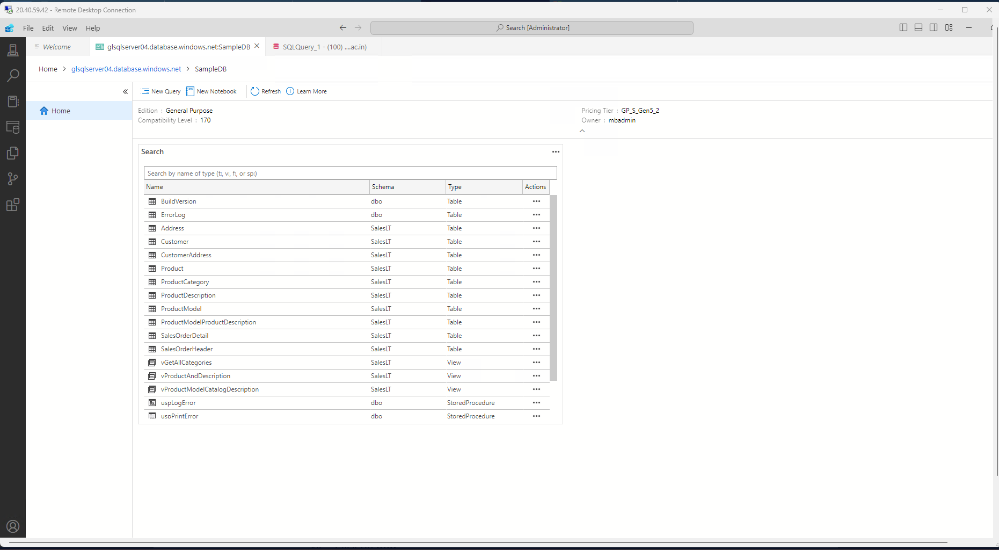 20.40.59.42 - Remote Desktop Connection
File Edit View Help
Search [Administrator]
Welcome
glsqlserver04.database.windows.net:SampleDB
SQLQuery_1 - (100) ....ac.in)
Home > glsqlserver04.database.windows.net > SampleDB
New Query New Notebook Refresh Learn More
Home
Edition : General Purpose
Compatibility Level : 170
Pricing Tier : GP_S_Gen5_2
Owner : mbadmin
Search
Search by name of type (t:, v:, f:, or sp:)
Name Schema Type Actions
BuildVersion dbo Table
ErrorLog dbo Table
Address SalesLT Table
Customer SalesLT Table
CustomerAddress SalesLT Table
Product SalesLT Table
ProductCategory SalesLT Table
ProductDescription SalesLT Table
ProductModel SalesLT Table
ProductModelProductDescription SalesLT Table
SalesOrderDetail SalesLT Table
SalesOrderHeader SalesLT Table
vGetAllCategories SalesLT View
vProductAndDescription SalesLT View
vProductModelCatalogDescription SalesLT View
uspLogError dbo StoredProcedure
uspPrintError dbo StoredProcedure